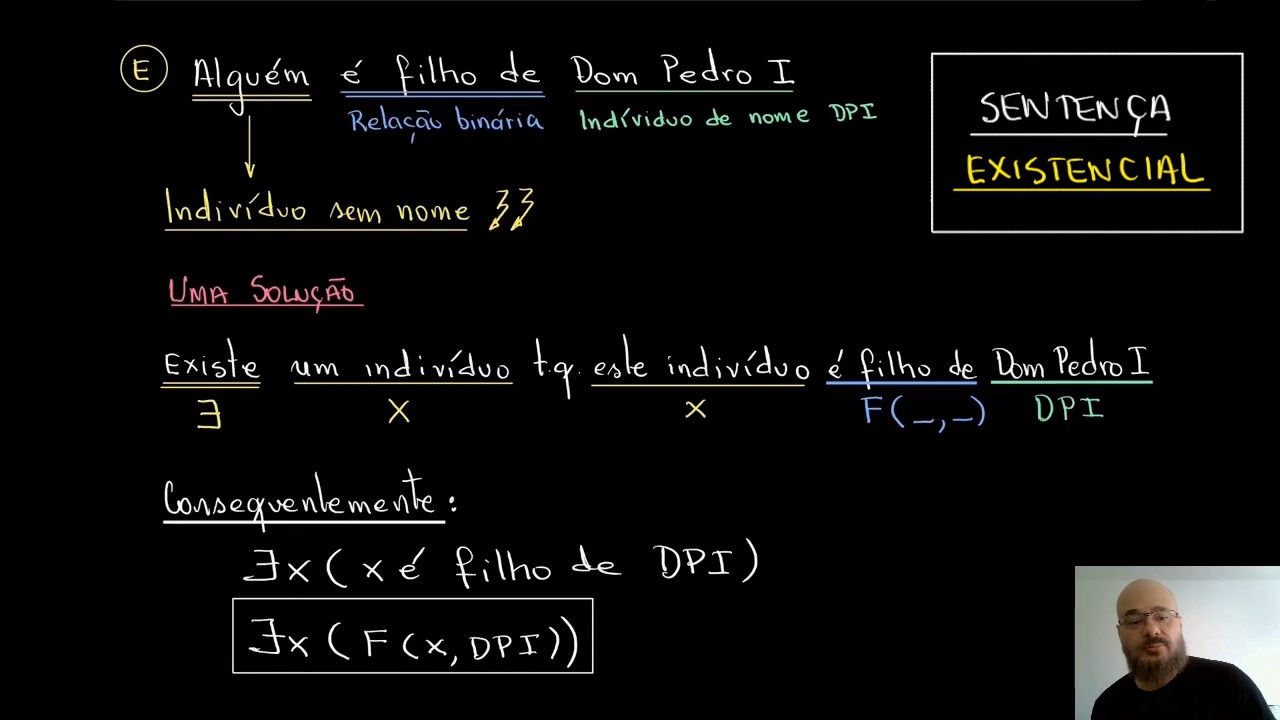 E Alguém é filho de Dom Pedro I
Relação binária Indíviduo de nome DPI
SENTENÇA
EXISTENCIAL
Indivíduo sem nome
UMA SOLUÇÃO
Existe um indivíduo t.q. este indivíduo é filho de Dom Pedro I
∃ x x F(_,_) DPI
Consequentemente:
∃x(x é filho de DPI)
∃x(F(x,DPI))